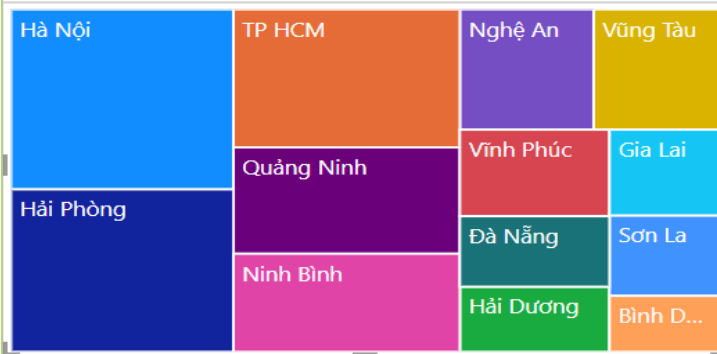 Hà Nội
TP HCM
Nghệ An
Vũng Tàu
Quảng Ninh
Vĩnh Phúc
Gia Lai
Hải Phòng
Đà Nẵng
Sơn La
Ninh Bình
Hải Dương
Bình D...